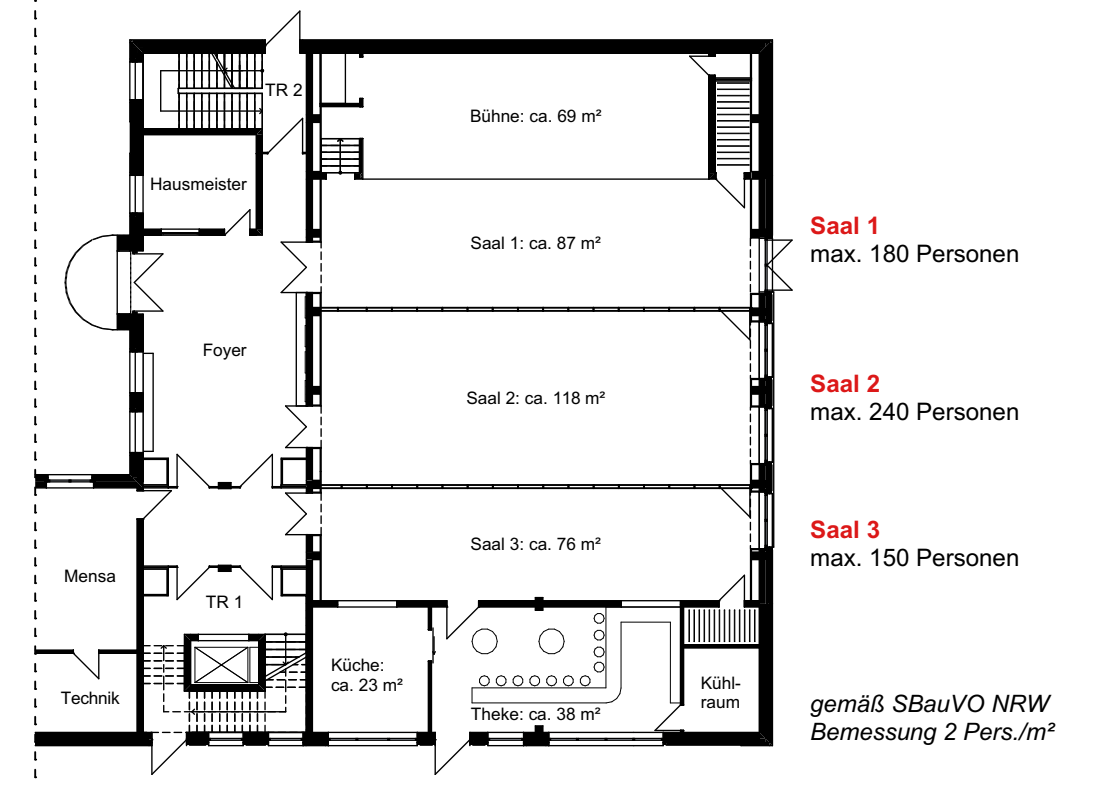 TR 2
Bühne: ca. 69 m²
Hausmeister
Saal 1: ca. 87 m²
Saal 1
max. 180 Personen
Foyer
Saal 2: ca. 118 m²
Saal 2
max. 240 Personen
Saal 3: ca. 76 m²
Saal 3
max. 150 Personen
Mensa
TR 1
Technik
Küche:
ca. 23 m²
Theke: ca. 38 m²
Kühl-
raum
gemäß SBauVO NRW
Bemessung 2 Pers./m²